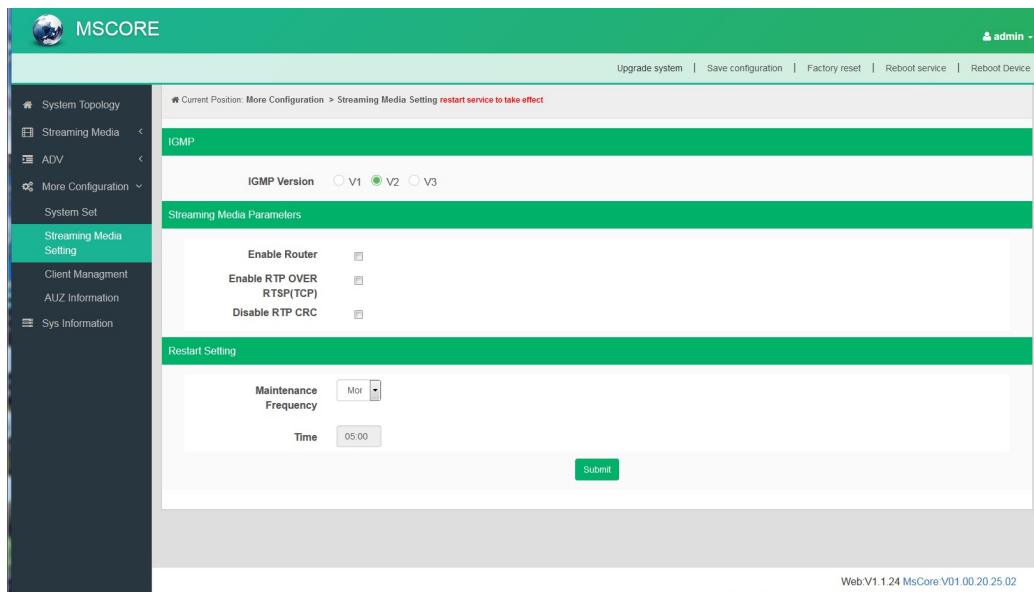 MSCORE
admin
Upgrade system | Save configuration | Factory reset | Reboot service | Reboot Device
System Topology
Streaming Media
ADV
More Configuration
System Set
Streaming Media
Setting
Client Managment
AUZ Information
Sys Information
Current Position: More Configuration > Streaming Media Setting restart service to take effect
IGMP
IGMP Version V1 V2 V3
Streaming Media Parameters
Enable Router
Enable RTP OVER
RTSP(TCP)
Disable RTP CRC
Restart Setting
Maintenance
Frequency
Mor
Time 05:00
Submit
Web:V1.1.24 MsCore:V01.00.20.25.02